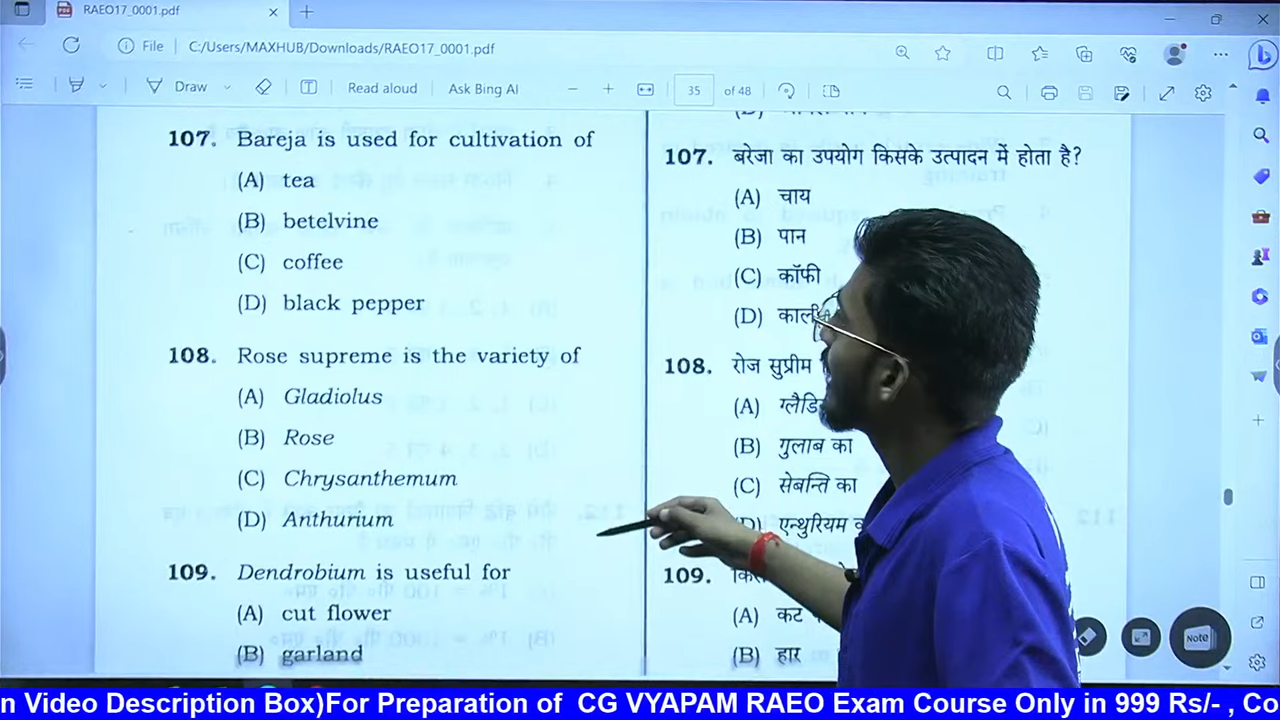 RAEO17_0001.pdf
File
C:/Users/MAXHUB/Downloads/RAEO17_0001.pdf
Draw
Read aloud
Ask Bing AI
35
of 48
107. Bareja is used for cultivation of
(A) tea
(B) betelvine
(C) coffee
(D) black pepper
108. Rose supreme is the variety of
(A) Gladiolus
(B) Rose
(C) Chrysanthemum
(D) Anthurium
109. Dendrobium is useful for
(A) cut flower
(B) garland
107. बरेजा का उपयोग किसके उत्पादन में होता है?
(A) चाय
(B) पान
(C) कॉफी
(D)
108. रोज सुप्रीम
(A)
(B) गुलाब का
(C) सेबन्ति का
(D) एन्थुरियम
109.
(A) कट
(B) हार
Note
n Video Description Box)For Preparation of CG VYAPAM RAEO Exam Course Only in 999 Rs/- , Co